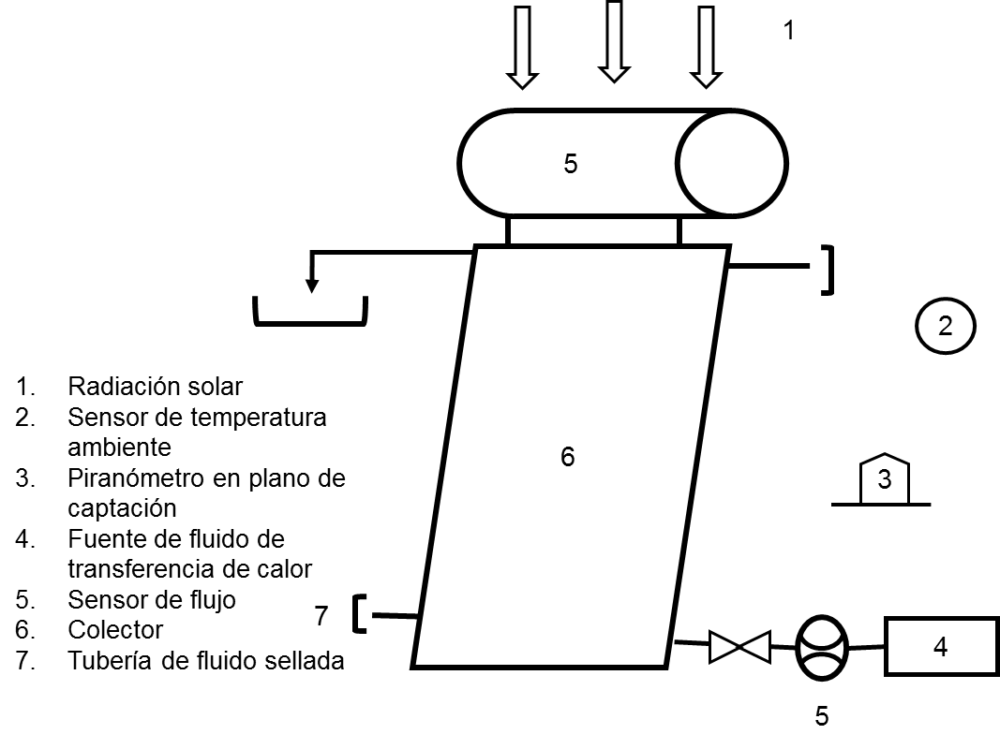 1
5
2
1. Radiación solar
2. Sensor de temperatura
ambiente
6
3. Piranómetro en plano de
captación
3
4. Fuente de fluido de
transferencia de calor
5. Sensor de flujo
6. Colector
7. Tubería de fluido sellada
7
4
5